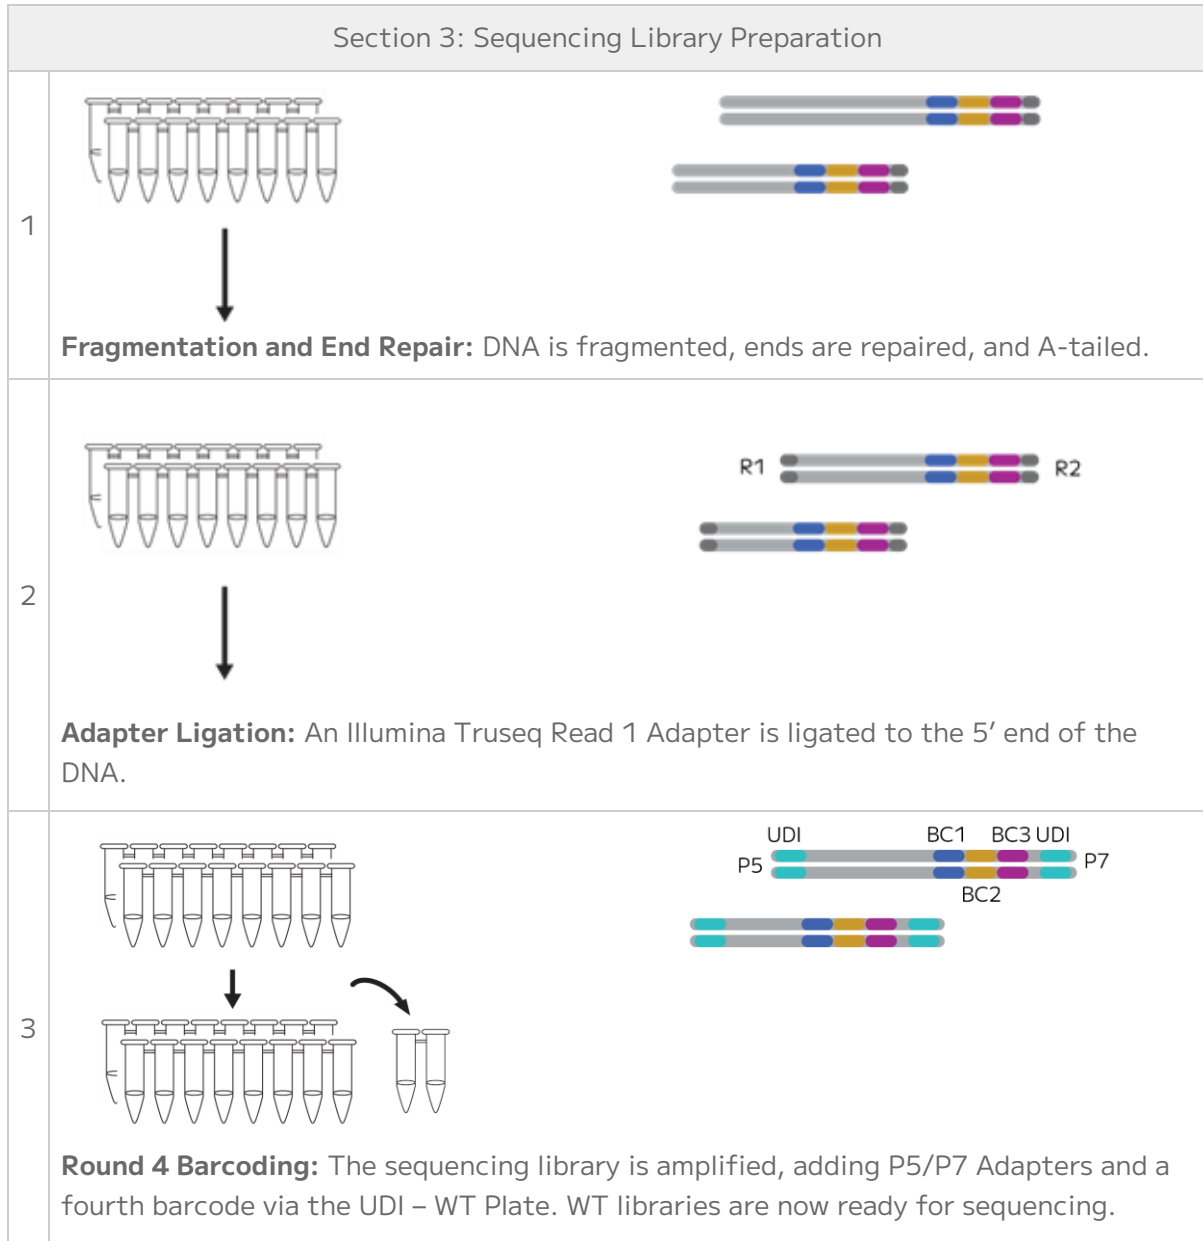 Section 3: Sequencing Library Preparation
1
Fragmentation and End Repair: DNA is fragmented, ends are repaired, and A-tailed.
2
R1
R2
Adapter Ligation: An Illumina Truseq Read 1 Adapter is ligated to the 5′ end of the
DNA.
3
UDI
BC1
BC3
UDI
P5
P7
BC2
Round 4 Barcoding: The sequencing library is amplified, adding P5/P7 Adapters and a
fourth barcode via the UDI – WT Plate. WT libraries are now ready for sequencing.